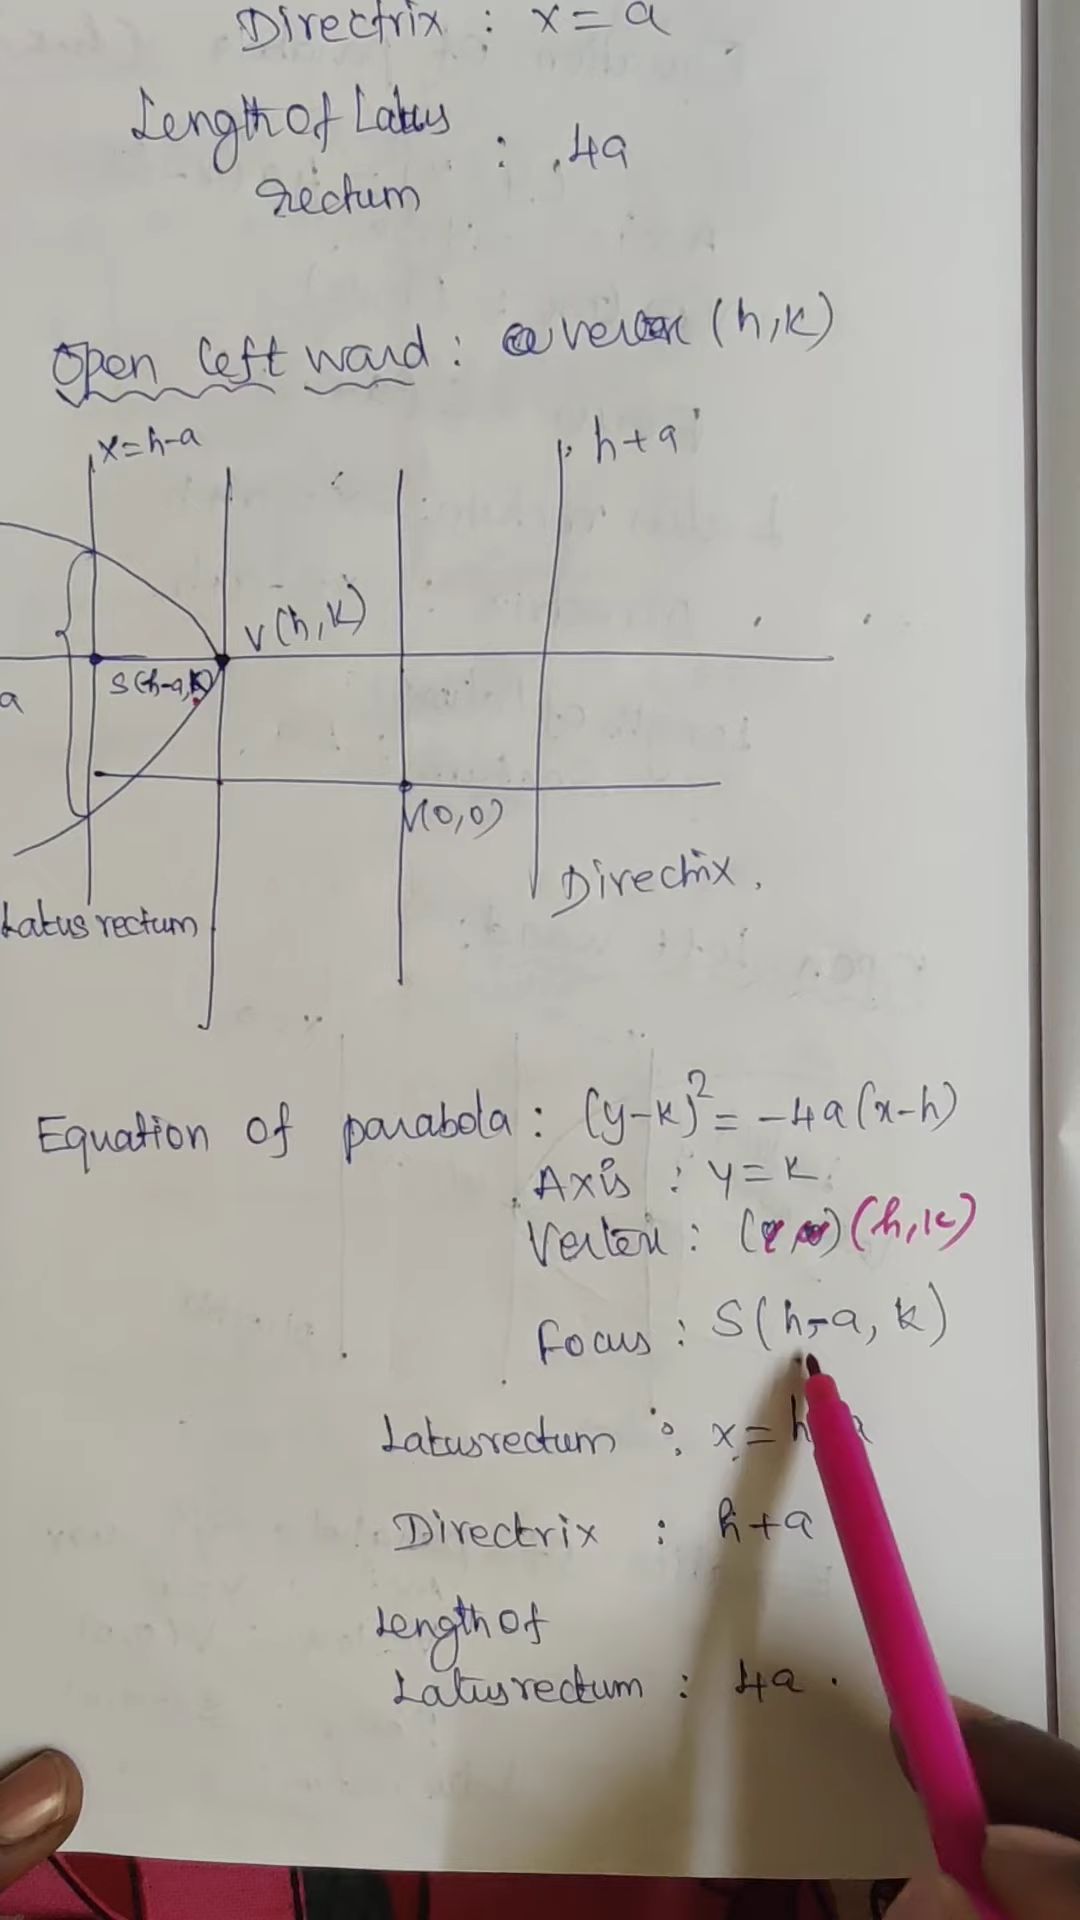 Directrix : x = a
Length of Latus
rectum : 4a
Open left ward : (h,k)
x=h-a
h+a
V(h,k)
S(h-a,k)
a
V(0,0)
Directrix.
Latus rectum
Equation of parabola : (y-k)² = -4a(x-h)
Axis : y=k
Vertex : (h,k)
Focus : S(h-a, k)
Latusrectum : x = h
Directrix : h+a
Length of
Latusrectum : 4a.